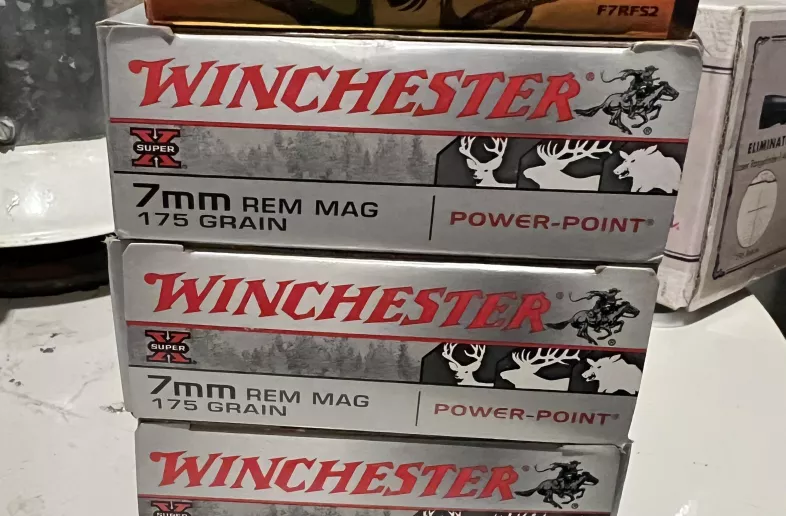 F7RFS2
WINCHESTER®
SUPER X
7mm REM MAG
175 GRAIN
POWER-POINT®
WINCHESTER®
SUPER X
7mm REM MAG
175 GRAIN
POWER-POINT®
WINCHESTER
SUPER